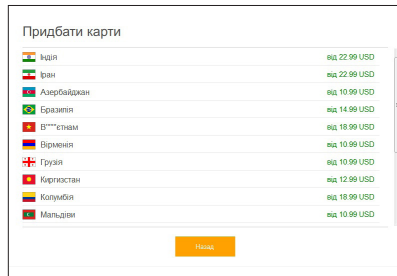 Придбати карти
Індія від 22.99 USD
Іран від 22.99 USD
Азербайджан від 10.99 USD
Бразилія від 14.99 USD
В''''''єтнам від 18.99 USD
Вірменія від 10.99 USD
Грузія від 10.99 USD
Киргизстан від 12.99 USD
Колумбія від 18.99 USD
Мальдіви від 10.99 USD
Назад